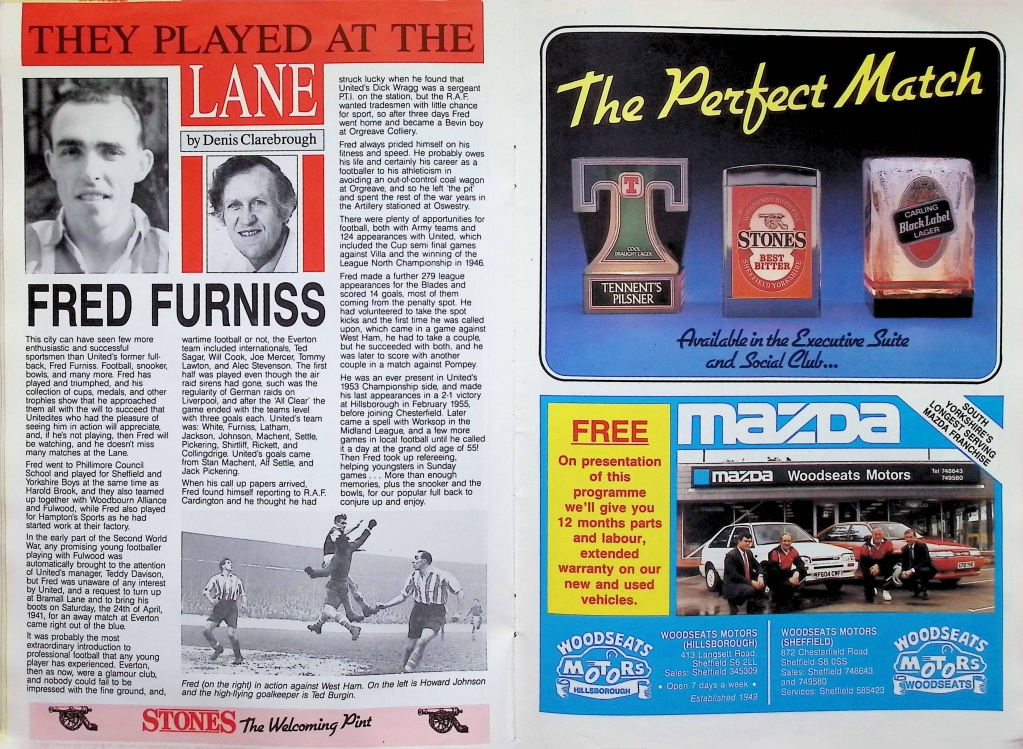 THEY PLAYED AT THE
LANE
by Denis Clarebrough
FRED FURNISS
This city can have seen few more
enthusiastic and successful
sportsmen than United's former full-
back, Fred Furniss. Football, snooker,
bowls, and many more. Fred has
played and triumphed, and his
collection of cups, medals, and other
trophies show that he approached
them all with the will to succeed that
Unitedites who had the pleasure of
seeing him in action will appreciate,
and, if he's not playing, then Fred will
be watching, and he doesn't miss
many matches at the Lane.
Fred went to Phillimore Council
School and played for Sheffield and
Yorkshire Boys at the same time as
Harold Brook, and they also teamed
up together with Woodbourn Alliance
and Fulwood, while Fred also played
for Hampton's Sports as he had
started work at their factory.
In the early part of the Second World
War, any promising young footballer
playing with Fulwood was
automatically brought to the attention
of United's manager, Teddy Davison,
but Fred was unaware of any interest
by United, and a request to turn up
at Bramall Lane and to bring his
boots on Saturday, the 24th of April,
1941, for an away match at Everton
came right out of the blue.
It was probably the most
extraordinary introduction to
professional football that any young
player has experienced. Everton,
then as now, were a glamour club,
and nobody could fail to be
impressed with the fine ground, and,
wartime football or not, the Everton
team included internationals, Ted
Sagar, Will Cook, Joe Mercer, Tommy
Lawton, and Alec Stevenson. The first
half was played even though the air
raid sirens had gone, such was the
regularity of German raids on
Liverpool, and after the 'All Clear' the
game ended with the teams level
with three goals each. United's team
was: White, Furniss, Latham,
Jackson, Johnson, Machent, Settle,
Pickering, Shirtliff, Rickett, and
Collingdrige. United's goals came
from Stan Machent, Alf Settle, and
Jack Pickering.
When his call up papers arrived,
Fred found himself reporting to R.A.F.
Cardington and he thought he had
struck lucky when he found that
United's Dick Wragg was a sergeant
P.T.I. on the station, but the R.A.F.
wanted tradesmen with little chance
for sport, so after three days Fred
went home and became a Bevin boy
at Orgreave Colliery.
Fred always prided himself on his
fitness and speed. He probably owes
his life and certainly his career as a
footballer to his athleticism in
avoiding an out-of-control coal wagon
at Orgreave, and so he left 'the pit'
and spent the rest of the war years in
the Artillery stationed at Oswestry.
There were plenty of apportunities for
football, both with Army teams and
124 appearances with United, which
included the Cup semi final games
against Villa and the winning of the
League North Championship in 1946.
Fred made a further 279 league
appearances for the Blades and
scored 14 goals, most of them
coming from the penalty spot. He
had volunteered to take the spot
kicks and the first time he was called
upon, which came in a game against
West Ham, he had to take a couple,
but he succeeded with both, and he
was later to score with another
couple in a match against Pompey.
He was an ever present in United's
1953 Championship side, and made
his last appearances in a 2-1 victory
at Hillsborough in February 1955,
before joining Chesterfield. Later
came a spell with Worksop in the
Midland League, and a few more
games in local football until he called
it a day at the grand old age of 55!
Then Fred took up refereeing,
helping youngsters in Sunday
games . . . More than enough
memories, plus the snooker and the
bowls, for our popular full back to
conjure up and enjoy.
Fred (on the right) in action against West Ham. On the left is Howard Johnson
and the high-flying goalkeeper is Ted Burgin.
STONES The Welcoming Pint
The Perfect Match
T
COOL
DRAUGHT LAGER
TENNENT'S
PILSNER
STONES
BEST
BITTER
SHEFFIELD YORKSHIRE
CARLING
Black Label
LAGER
Available in the Executive Suite
and Social Club...
FREE
On presentation
of this
programme
we'll give you
12 months parts
and labour,
extended
warranty on our
new and used
vehicles.
mazda
SOUTH
YORKSHIRE'S
LONGEST SERVING
MAZDA FRANCHISE
mazda Woodseats Motors
Tel 748643
749580
F604 CWF
WOODSEATS
MOTORS
HILLSBOROUGH
WOODSEATS MOTORS
(HILLSBOROUGH)
413 Langsett Road,
Sheffield S6 2LL
Sales: Sheffield 345309
• Open 7 days a week •
Established 1949
WOODSEATS MOTORS
(SHEFFIELD)
872 Chesterfield Road
Sheffield S8 0SS
Sales: Sheffield 748643
and 749580
Services: Sheffield 585423
WOODSEATS
MOTORS
WOODSEATS